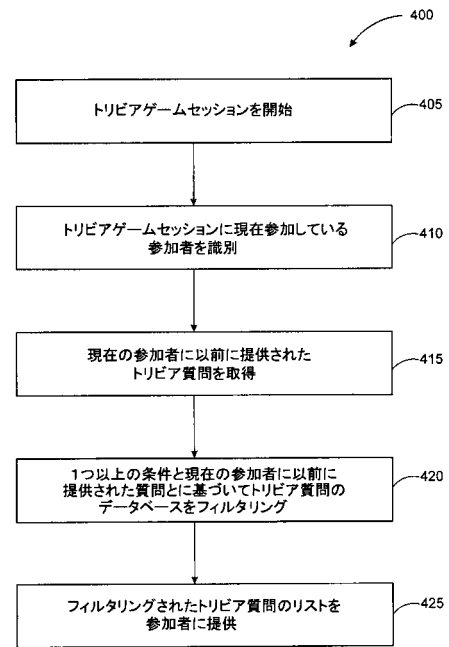 400
トリビアゲームセッションを開始
405
トリビアゲームセッションに現在参加している
参加者を識別
410
現在の参加者に以前に提供された
トリビア質問を取得
415
1つ以上の条件と現在の参加者に以前に
提供された質問とに基づいてトリビア質問の
データベースをフィルタリング
420
フィルタリングされたトリビア質問のリストを
参加者に提供
425